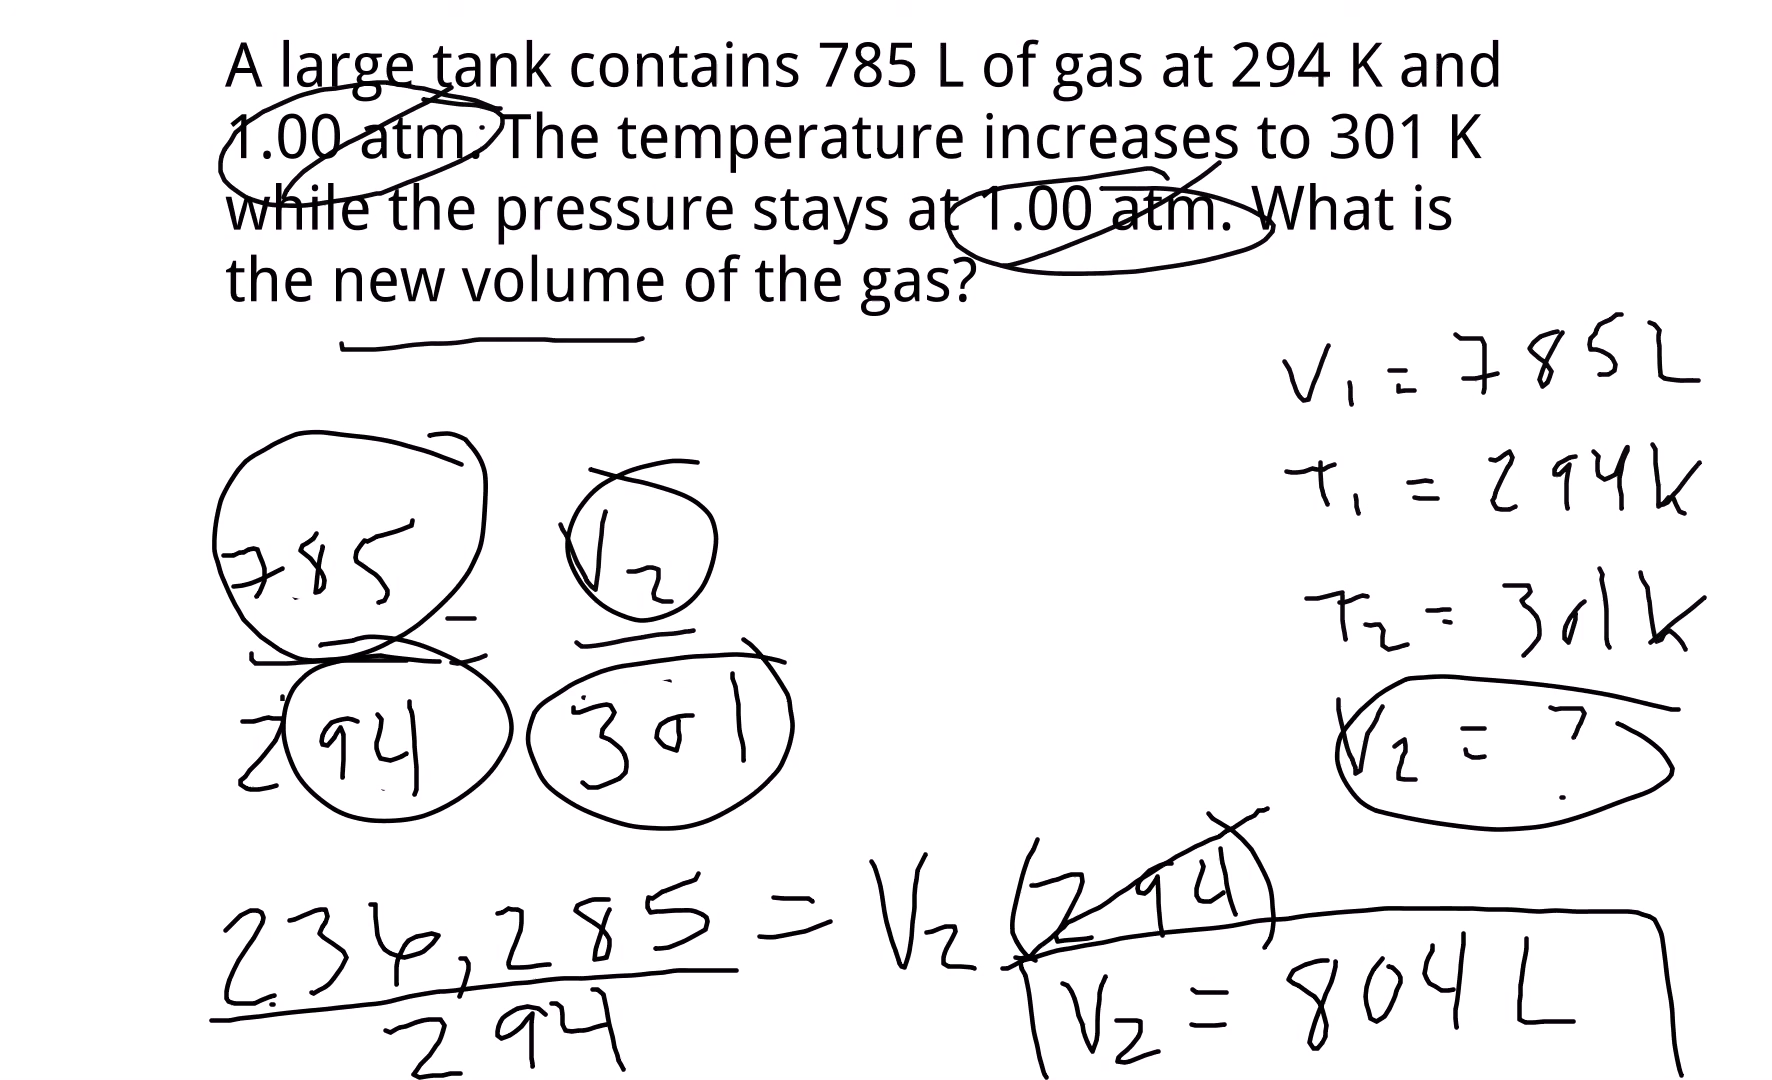 A large tank contains 785 L of gas at 294 K and
1.00 atm. The temperature increases to 301 K
while the pressure stays at 1.00 atm. What is
the new volume of the gas?
V₁ = 785 L
T₁ = 294 K
T₂ = 301 K
V₂ = ?
785 = V₂
294 301
236,285 = V₂ (294)
294
V₂ = 804 L